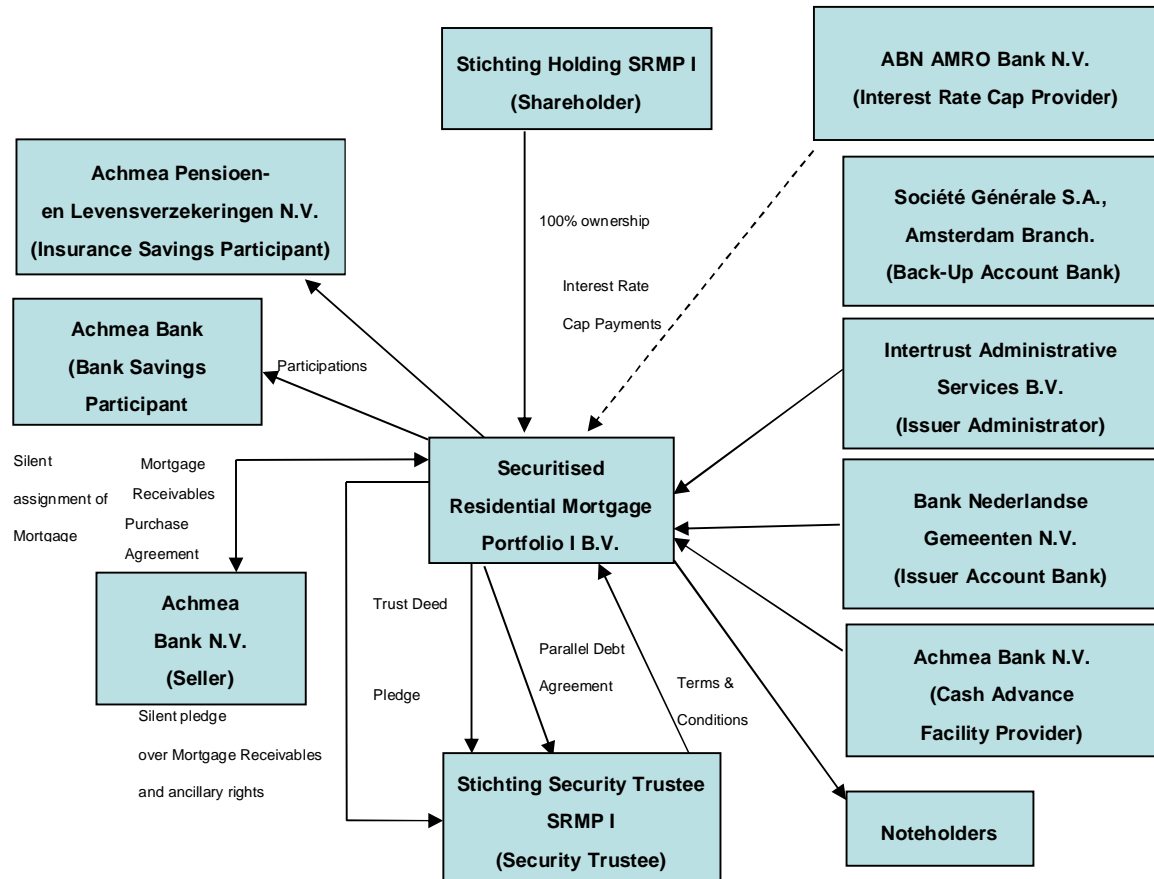 Stichting Holding SRMP I
(Shareholder)
ABN AMRO Bank N.V.
(Interest Rate Cap Provider)
Achmea Pensioen-
en Levensverzekeringen N.V.
(Insurance Savings Participant)
Société Générale S.A.,
Amsterdam Branch.
(Back-Up Account Bank)
100% ownership
Interest Rate
Cap Payments
Achmea Bank
(Bank Savings
Participant
Participations
Intertrust Administrative
Services B.V.
(Issuer Administrator)
Silent
assignment of
Mortgage
Mortgage
Receivables
Purchase
Agreement
Securitised
Residential Mortgage
Portfolio I B.V.
Bank Nederlandse
Gemeenten N.V.
(Issuer Account Bank)
Achmea
Bank N.V.
(Seller)
Trust Deed
Pledge
Parallel Debt
Agreement
Terms &
Conditions
Achmea Bank N.V.
(Cash Advance
Facility Provider)
Silent pledge
over Mortgage Receivables
and ancillary rights
Stichting Security Trustee
SRMP I
(Security Trustee)
Noteholders